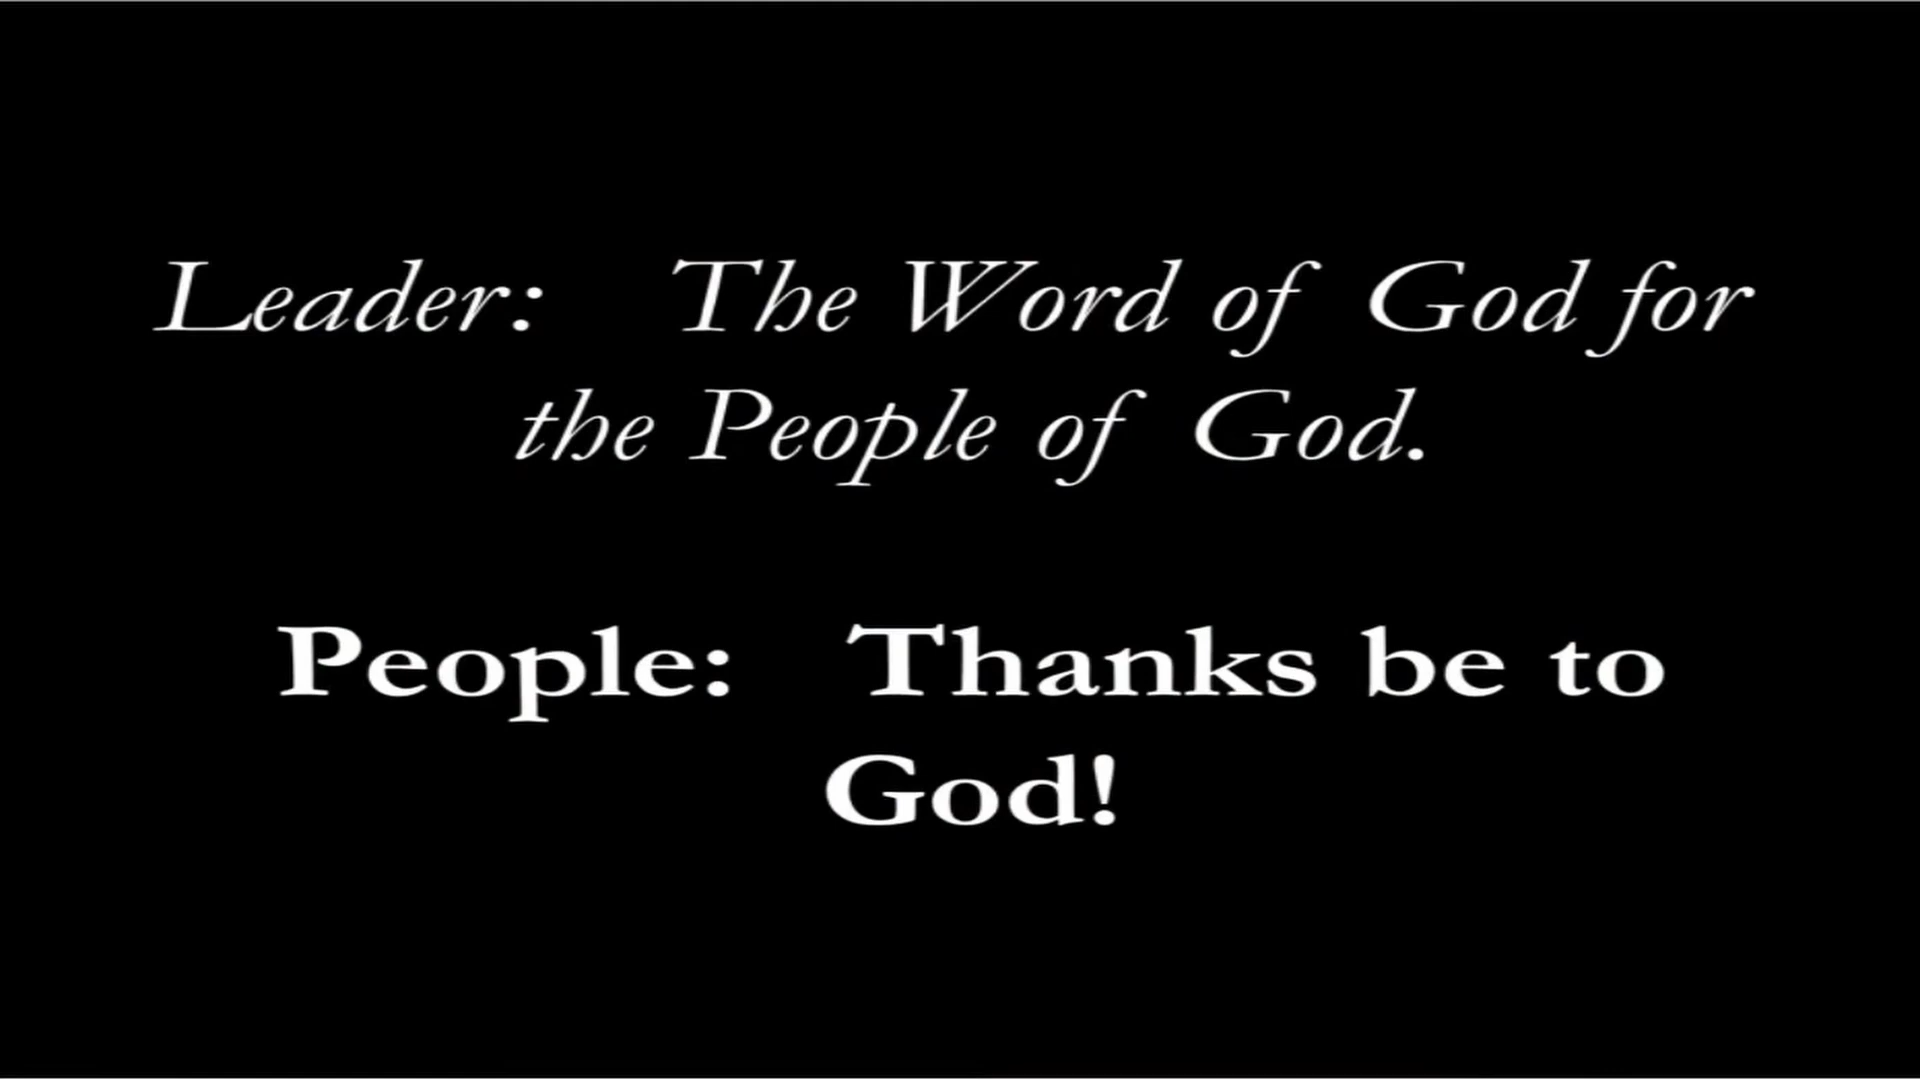 Leader: The Word of God for
the People of God.
People: Thanks be to
God!